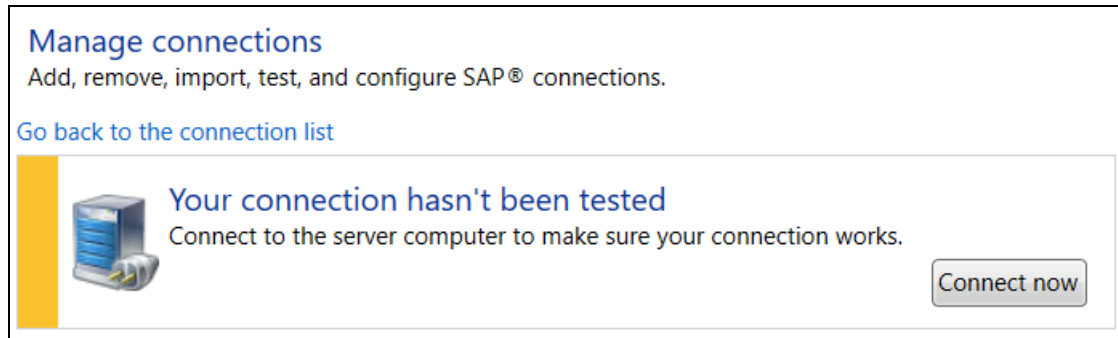 Manage connections
Add, remove, import, test, and configure SAP® connections.
Go back to the connection list
Your connection hasn't been tested
Connect to the server computer to make sure your connection works.
Connect now